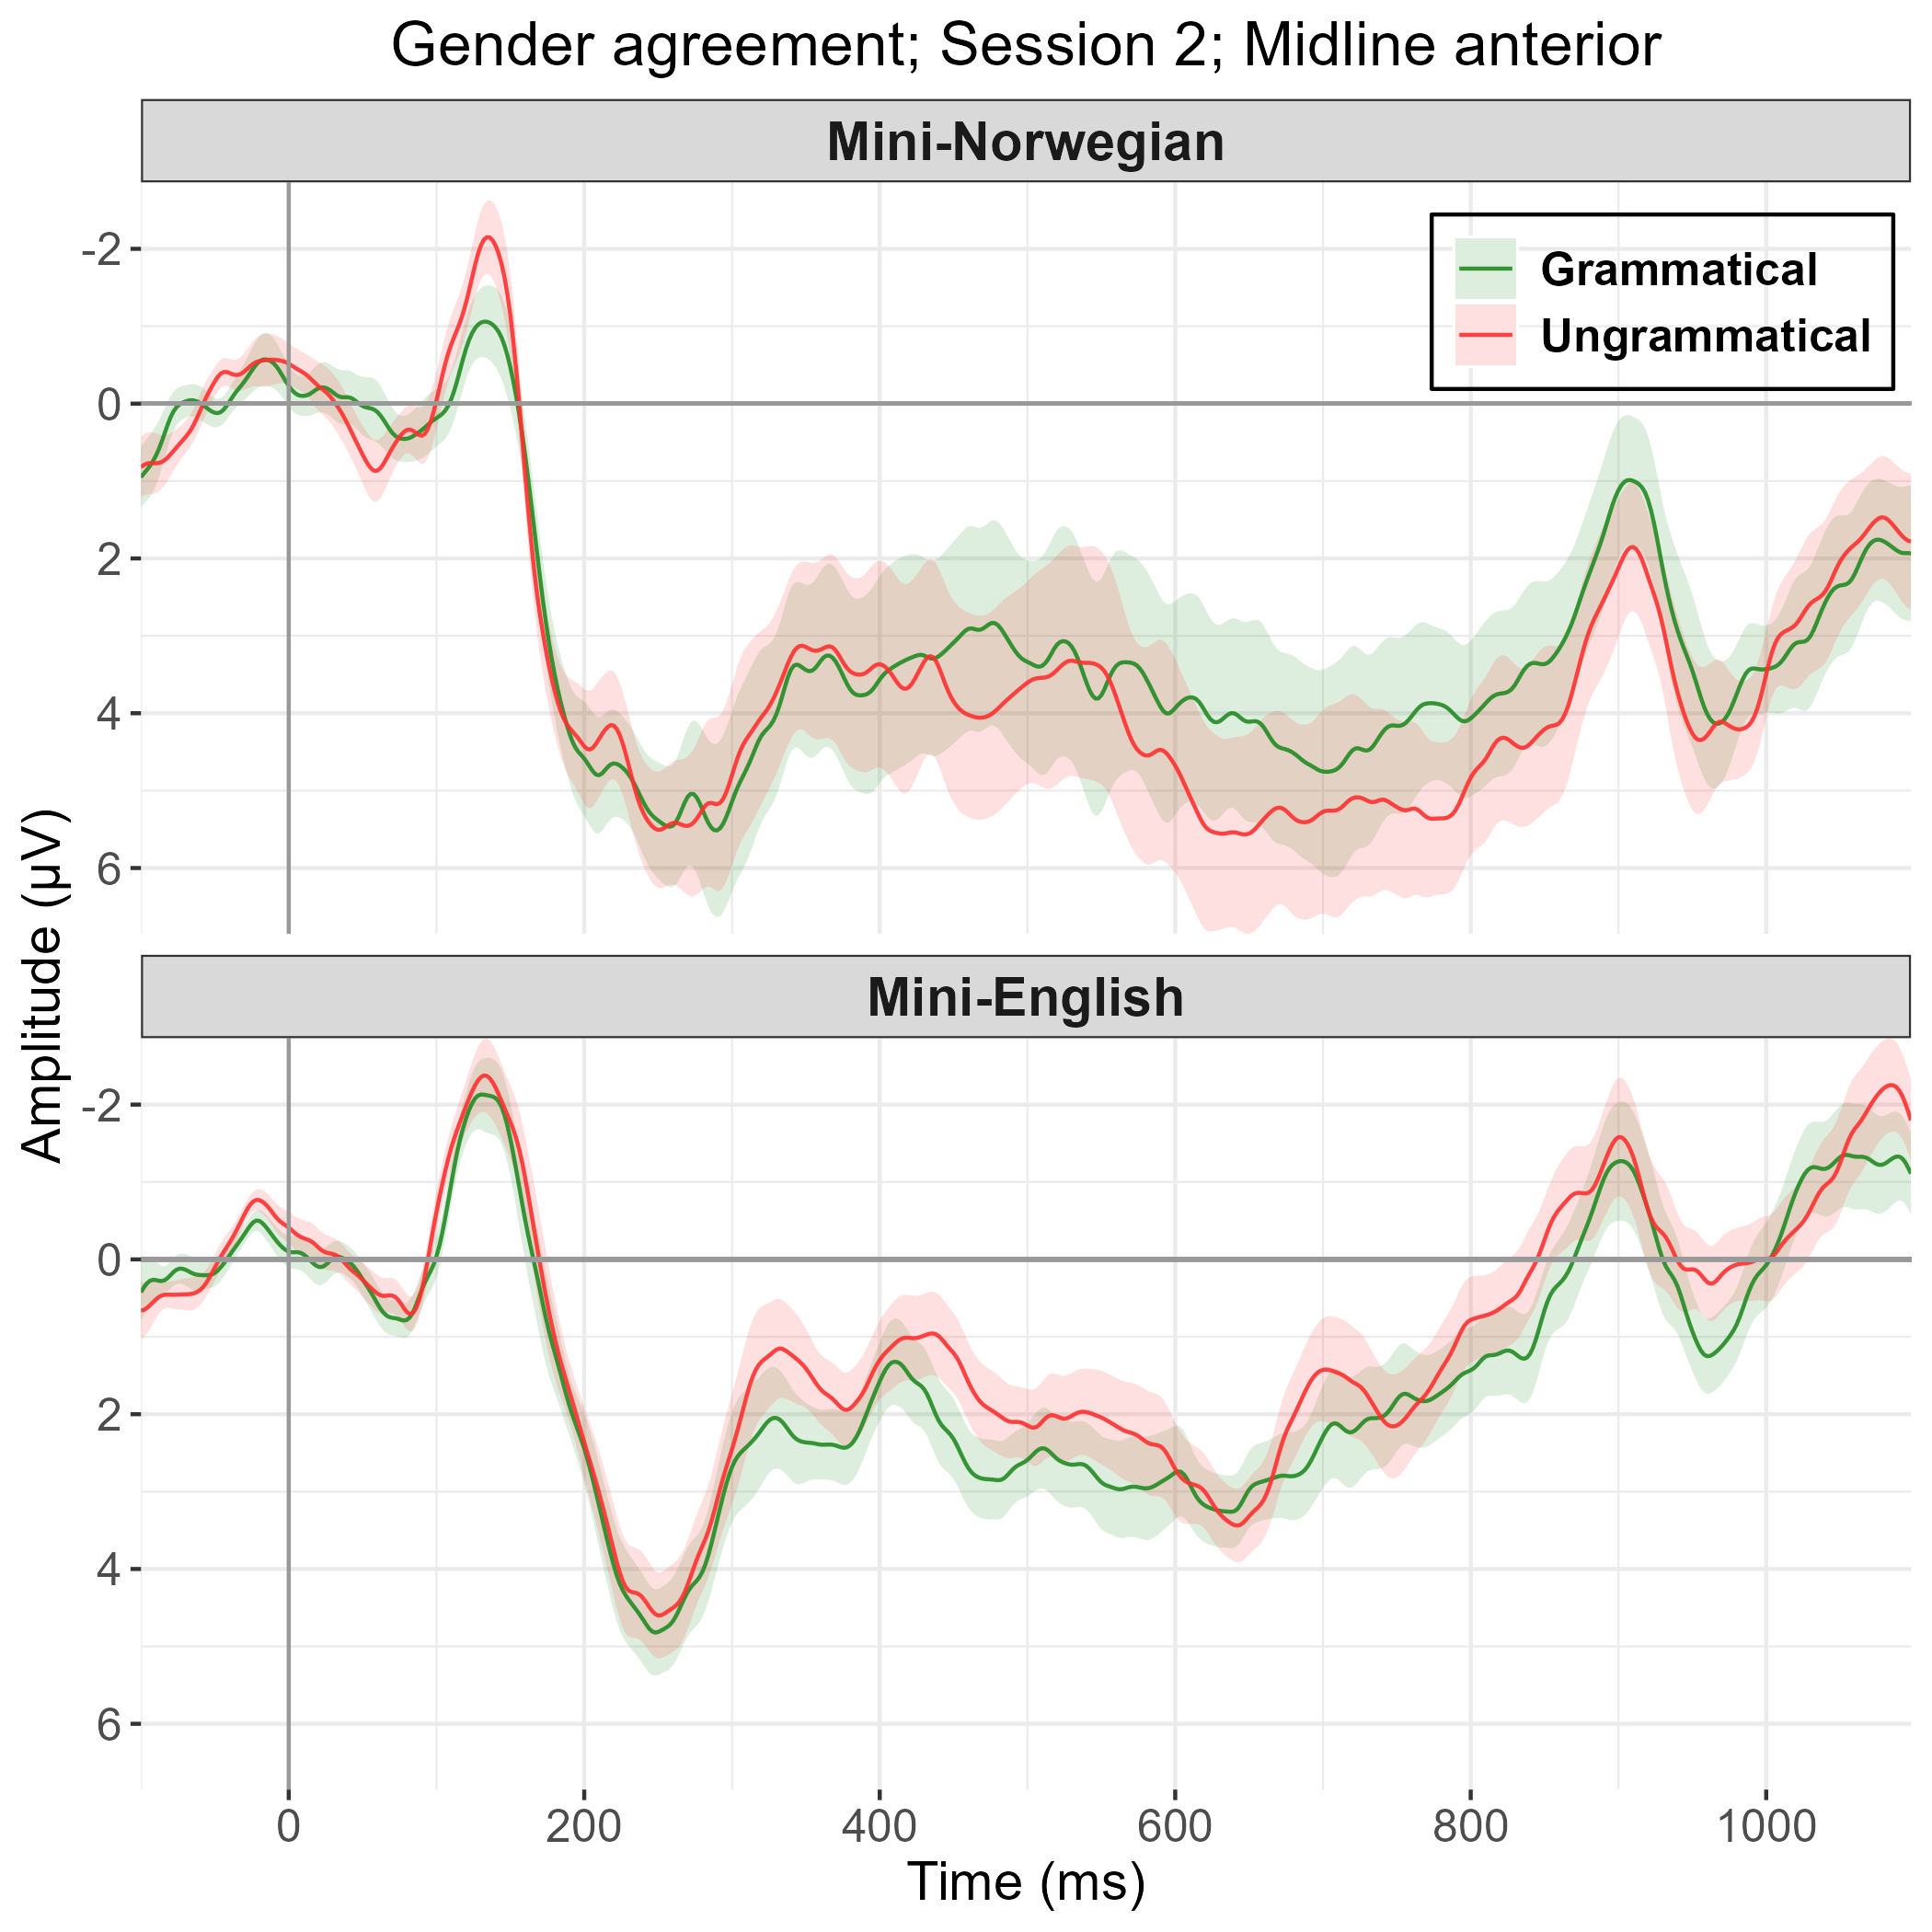 Gender agreement; Session 2; Midline anterior
Mini-Norwegian
Grammatical
Ungrammatical
-2
0
2
4
6
Mini-English
-2
0
2
4
6
Amplitude (µV)
0 200 400 600 800 1000
Time (ms)